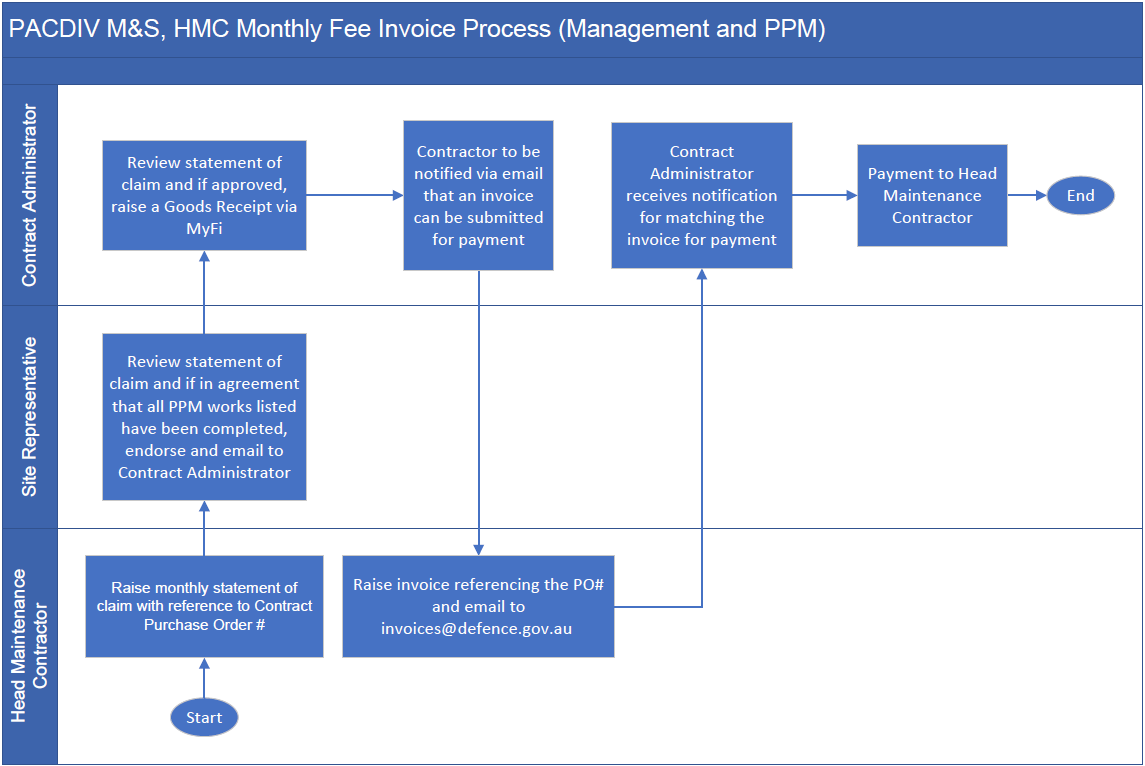 PACDIV M&S, HMC Monthly Fee Invoice Process (Management and PPM)
Contract Administrator
Review statement of
claim and if approved,
raise a Goods Receipt via
MyFi
Contractor to be
notified via email
that an invoice
can be submitted
for payment
Contract
Administrator
receives notification
for matching the
invoice for payment
Payment to Head
Maintenance
Contractor
End
Site Representative
Review statement of
claim and if in agreement
that all PPM works listed
have been completed,
endorse and email to
Contract Administrator
Head Maintenance
Contractor
Raise monthly statement of
claim with reference to Contract
Purchase Order #
Raise invoice referencing the PO#
and email to
invoices@defence.gov.au
Start